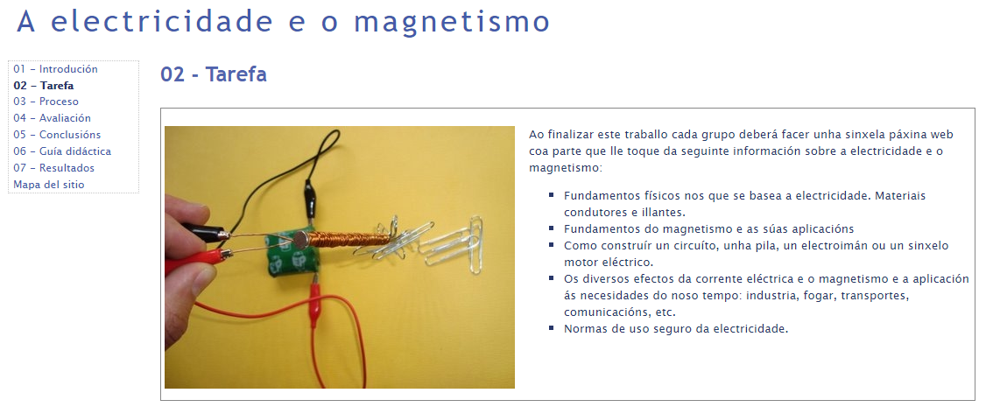 A electricidade e o magnetismo
01 - Introdución
02 - Tarefa
03 - Proceso
04 - Avaliación
05 - Conclusións
06 - Guía didáctica
07 - Resultados
Mapa del sitio
02 - Tarefa
Ao finalizar este traballo cada grupo deberá facer unha sinxela páxina web
coa parte que lle toque da seguinte información sobre a electricidade e o
magnetismo:
Fundamentos físicos nos que se basea a electricidade. Materiais
condutores e illantes.
Fundamentos do magnetismo e as súas aplicacións
Como construír un circuíto, unha pila, un electroimán ou un sinxelo
motor eléctrico.
Os diversos efectos da corrente eléctrica e o magnetismo e a aplicación
ás necesidades do noso tempo: industria, fogar, transportes,
comunicacións, etc.
Normas de uso seguro da electricidade.